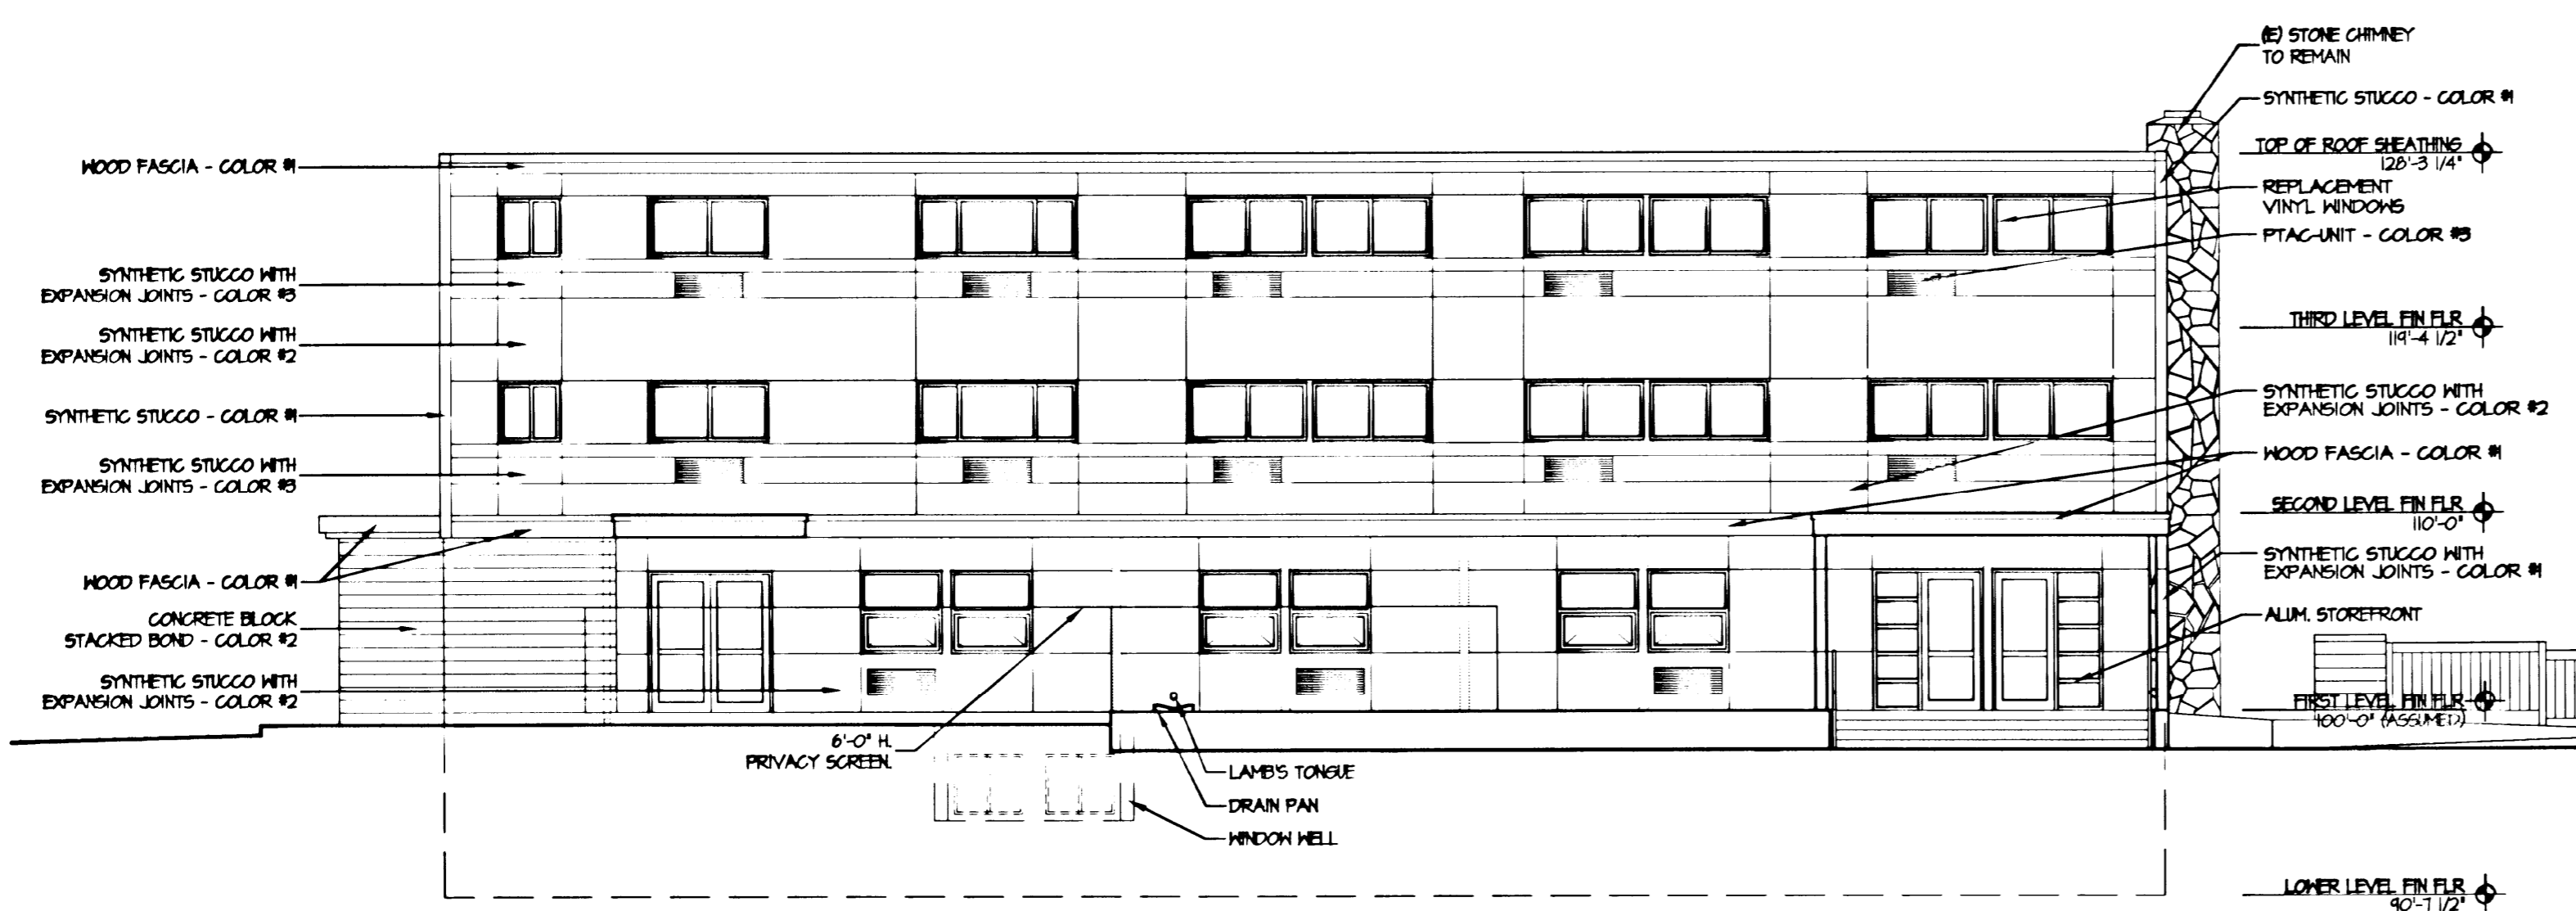 WOOD FASCIA - COLOR #1
SYNTHETIC STUCCO WITH
EXPANSION JOINTS - COLOR #3
SYNTHETIC STUCCO WITH
EXPANSION JOINTS - COLOR #2
SYNTHETIC STUCCO - COLOR #1
SYNTHETIC STUCCO WITH
EXPANSION JOINTS - COLOR #3
WOOD FASCIA - COLOR #1
CONCRETE BLOCK
STACKED BOND - COLOR #2
SYNTHETIC STUCCO WITH
EXPANSION JOINTS - COLOR #2
6'-0" H.
PRIVACY SCREEN.
LAMB'S TONGUE
DRAIN PAN
WINDOW WELL
(E) STONE CHIMNEY
TO REMAIN
SYNTHETIC STUCCO - COLOR #1
TOP OF ROOF SHEATHING
128'-3 1/4"
REPLACEMENT
VINYL WINDOWS
PTAC-UNIT - COLOR #3
THIRD LEVEL FIN FLR
119'-4 1/2"
SYNTHETIC STUCCO WITH
EXPANSION JOINTS - COLOR #2
WOOD FASCIA - COLOR #1
SECOND LEVEL FIN FLR
110'-0"
SYNTHETIC STUCCO WITH
EXPANSION JOINTS - COLOR #1
ALUM. STOREFRONT
FIRST LEVEL FIN FLR
100'-0" (ASSUMED)
LOWER LEVEL FIN FLR
90'-7 1/2"